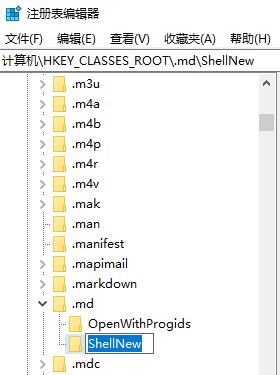 注册表编辑器
文件(F) 编辑(E) 查看(V) 收藏夹(A) 帮助(H)
计算机\HKEY_CLASSES_ROOT\.md\ShellNew
.m3u
.m4a
.m4b
.m4p
.m4r
.m4v
.mak
.man
.manifest
.mapimail
.markdown
.md
OpenWithProgids
ShellNew
.mdc